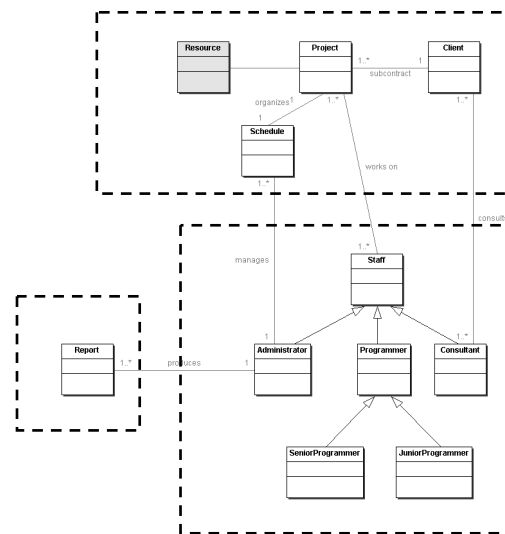 Resource
Project
Client
1..*
1
subcontract
organizes
1
1..*
1..*
1
Schedule
1..*
works on
consult
1..*
manages
Staff
1
1..*
Report
Administrator
Programmer
Consultant
1..*
produces
1
SeniorProgrammer
JuniorProgrammer